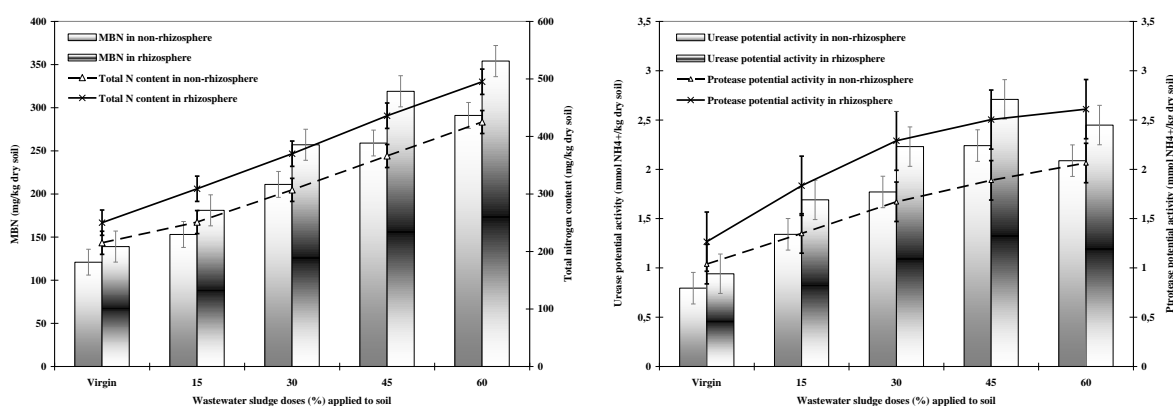 400
350
300
250
200
150
100
50
0
MBN (mg/kg dry soil)
MBN in non-rhizosphere
MBN in rhizosphere
Total N content in non-rhizosphere
Total N content in rhizosphere
600
500
400
300
200
100
0
Total nitrogen content (mg/kg dry soil)
Virgin 15 30 45 60
Wastewater sludge doses (%) applied to soil
3,5
3
2,5
2
1,5
1
0,5
0
Urease potential activity (mmol NH4+/kg dry soil)
Urease potential activity in non-rhizosphere
Urease potential activity in rhizosphere
Protease potential activity in non-rhizosphere
Protease potential activity in rhizosphere
3,5
3
2,5
2
1,5
1
0,5
0
Ptrotease potential activity (mmol NH4+/kg dry soil)
Virgin 15 30 45 60
Wastewater sludge doses (%) applied to soil